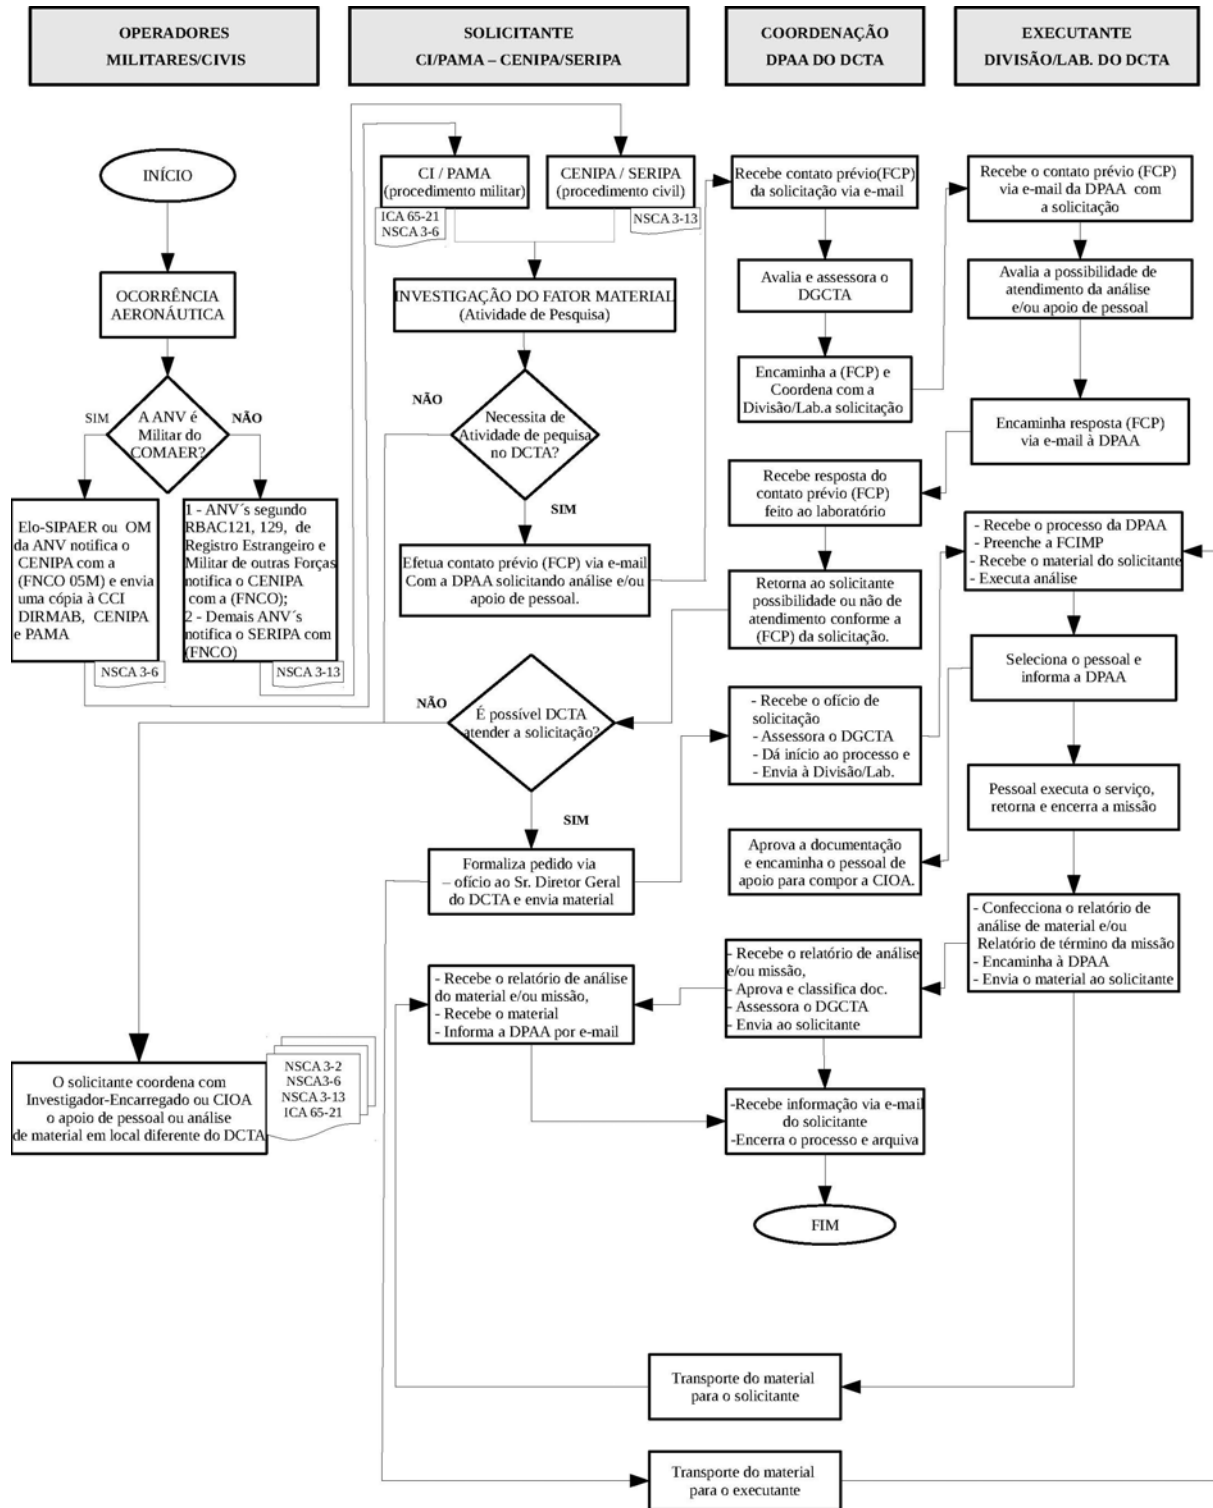 OPERADORES
MILITARES/CIVIS
SOLICITANTE
CI/PAMA – CENIPA/SERIPA
COORDENAÇÃO
DPAA DO DCTA
EXECUTANTE
DIVISÃO/LAB. DO DCTA
INÍCIO
OCORRÊNCIA
AERONÁUTICA
SIM
A ANV é
Militar do
COMAER?
NÃO
Elo-SIPAER ou OM
da ANV notifica o
CENIPA com a
(FNCO 05M) e envia
uma cópia à CCI
DIRMAB, CENIPA
e PAMA
NSCA 3-6
1 - ANV´s segundo
RBAC121, 129, de
Registro Estrangeiro e
Militar de outras Forças
notifica o CENIPA
com a (FNCO);
2 - Demais ANV´s
notifica o SERIPA com
(FNCO)
NSCA 3-13
CI / PAMA
(procedimento militar)
ICA 65-21
NSCA 3-6
CENIPA / SERIPA
(procedimento civil)
NSCA 3-13
INVESTIGAÇÃO DO FATOR MATERIAL
(Atividade de Pesquisa)
NÃO
Necessita de
Atividade de pequisa
no DCTA?
SIM
Efetua contato prévio (FCP) via e-mail
Com a DPAA solicitando análise e/ou
apoio de pessoal.
NÃO
É possível DCTA
atender a solicitação?
SIM
Formaliza pedido via
– ofício ao Sr. Diretor Geral
do DCTA e envia material
- Recebe o relatório de análise
do material e/ou missão,
- Recebe o material
- Informa a DPAA por e-mail
O solicitante coordena com
Investigador-Encarregado ou CIOA
o apoio de pessoal ou análise
de material em local diferente do DCTA
NSCA 3-2
NSCA3-6
NSCA 3-13
ICA 65-21
Recebe contato prévio(FCP)
da solicitação via e-mail
Avalia e assessora o
DGCTA
Encaminha a (FCP) e
Coordena com a
Divisão/Lab.a solicitação
Recebe resposta do
contato prévio (FCP)
feito ao laboratório
Retorna ao solicitante
possibilidade ou não de
atendimento conforme a
(FCP) da solicitação.
- Recebe o ofício de
solicitação
- Assessora o DGCTA
- Dá início ao processo e
- Envia à Divisão/Lab.
Aprova a documentação
e encaminha o pessoal de
apoio para compor a CIOA.
- Recebe o relatório de análise
e/ou missão,
- Aprova e classifica doc.
- Assessora o DGCTA
- Envia ao solicitante
-Recebe informação via e-mail
do solicitante
-Encerra o processo e arquiva
FIM
Recebe o contato prévio (FCP)
via e-mail da DPAA com
a solicitação
Avalia a possibilidade de
atendimento da análise
e/ou apoio de pessoal
Encaminha resposta (FCP)
via e-mail à DPAA
- Recebe o processo da DPAA
- Preenche a FCIMP
- Recebe o material do solicitante
- Executa análise
Seleciona o pessoal e
informa a DPAA
Pessoal executa o serviço,
retorna e encerra a missão
- Confecciona o relatório de
análise de material e/ou
Relatório de término da missão
- Encaminha à DPAA
- Envia o material ao solicitante
Transporte do material
para o solicitante
Transporte do material
para o executante